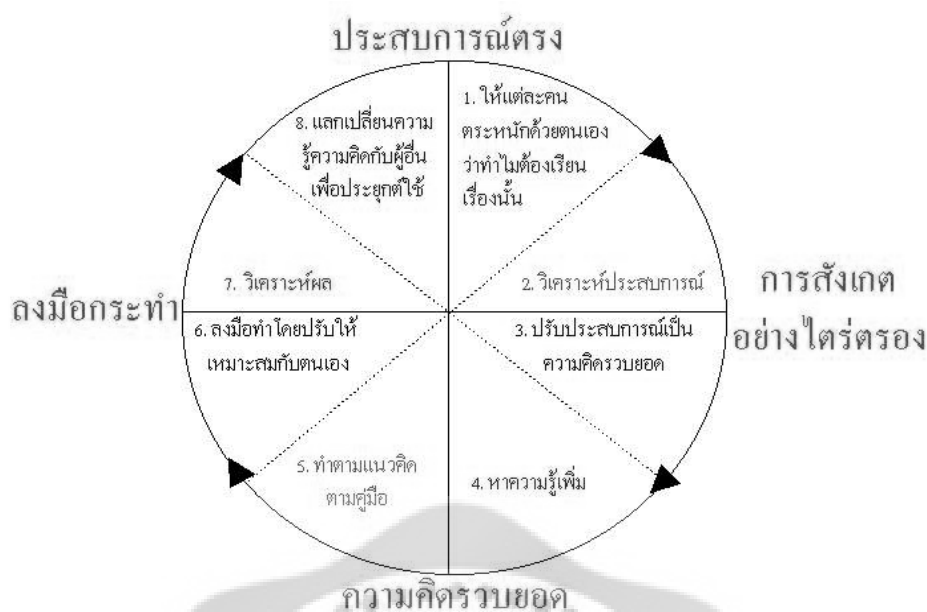 ประสบการณ์ตรง
1. ให้แต่ละคน
ตระหนักด้วยตนเอง
ว่าทำไมต้องเรียน
เรื่องนั้น
8. แลกเปลี่ยนความ
รู้ความคิดกับผู้อื่น
เพื่อประยุกต์ใช้
7. วิเคราะห์ผล
2. วิเคราะห์ประสบการณ์
การสังเกต
อย่างไตร่ตรอง
ลงมือกระทำ
6. ลงมือทำโดยปรับให้
เหมาะสมกับตนเอง
3. ปรับประสบการณ์เป็น
ความคิดรวบยอด
5. ทำตามแนวคิด
ตามคู่มือ
4. หาความรู้เพิ่ม
ความคิดรวบยอด